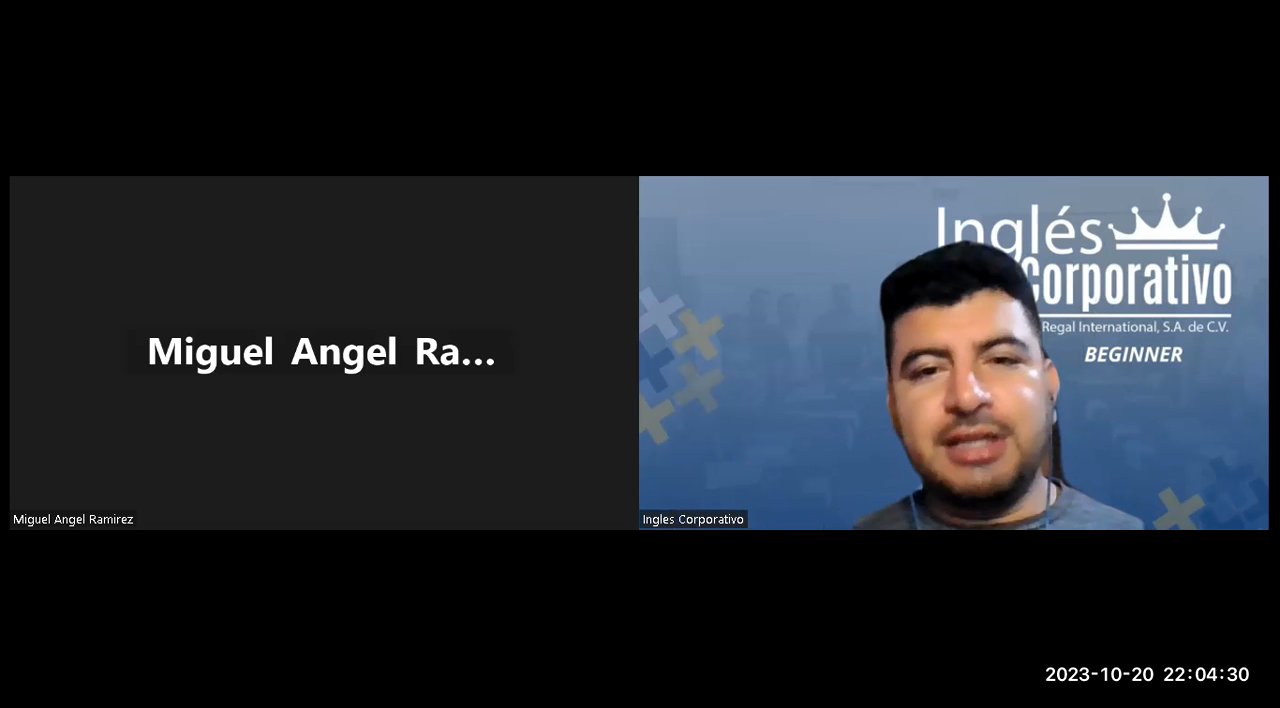 Miguel Angel Ra...
Miguel Angel Ramirez
Inglés
Corporativo
Regal International, S.A. de C.V.
BEGINNER
Ingles Corporativo
2023-10-20 22:04:30